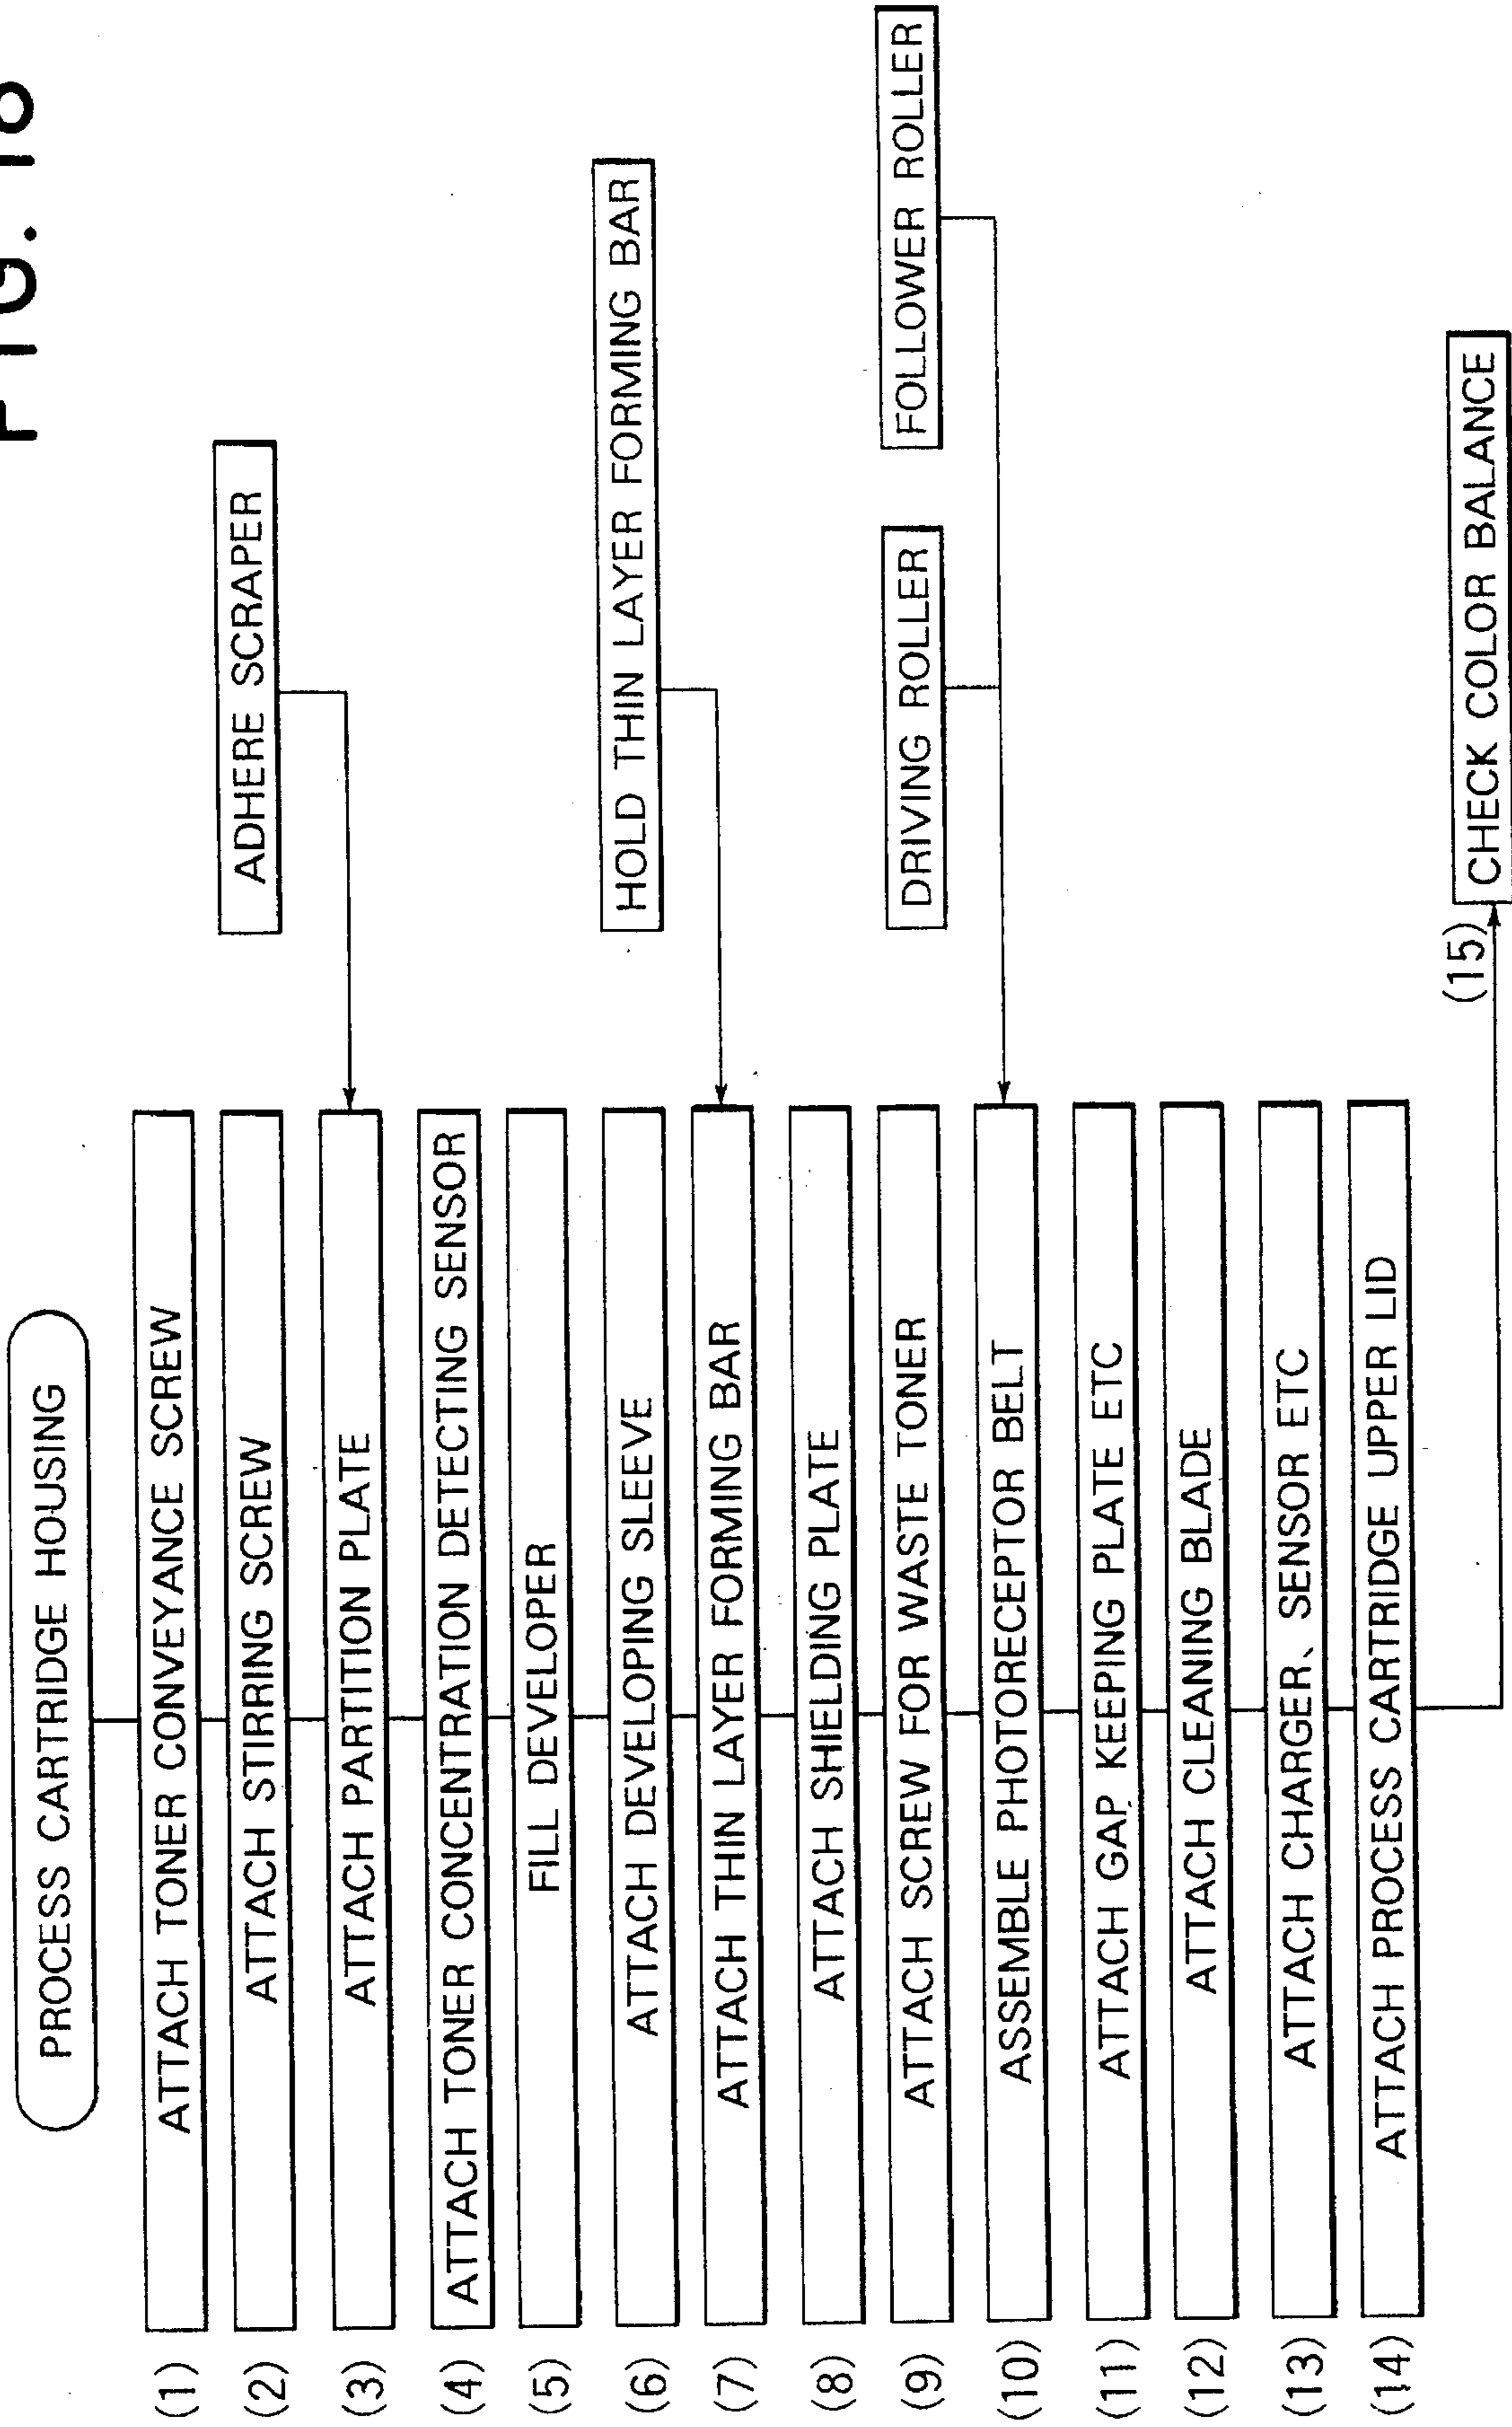 FIG.
PROCESS CARTRIDGE HOUSING
(1) ATTACH TONER CONVEYANCE SCREW
(2) ATTACH STIRRING SCREW
ADHERE SCRAPER
(3) ATTACH PARTITION PLATE
(4) ATTACH TONER CONCENTRATION DETECTING SENSOR
(5) FILL DEVELOPER
(6) ATTACH DEVELOPING SLEEVE
HOLD THIN LAYER FORMING BAR
(7) ATTACH THIN LAYER FORMING BAR
(8) ATTACH SHIELDING PLATE
(9) ATTACH SCREW FOR WASTE TONER
DRIVING ROLLER
FOLLOWER ROLLER
(10) ASSEMBLE PHOTORECEPTOR BELT
(11) ATTACH GAP KEEPING PLATE ETC
(12) ATTACH CLEANING BLADE
(13) ATTACH CHARGER、SENSOR ETC
(14) ATTACH PROCESS CARTRIDGE UPPER LID
(15) CHECK COLOR BALANCE